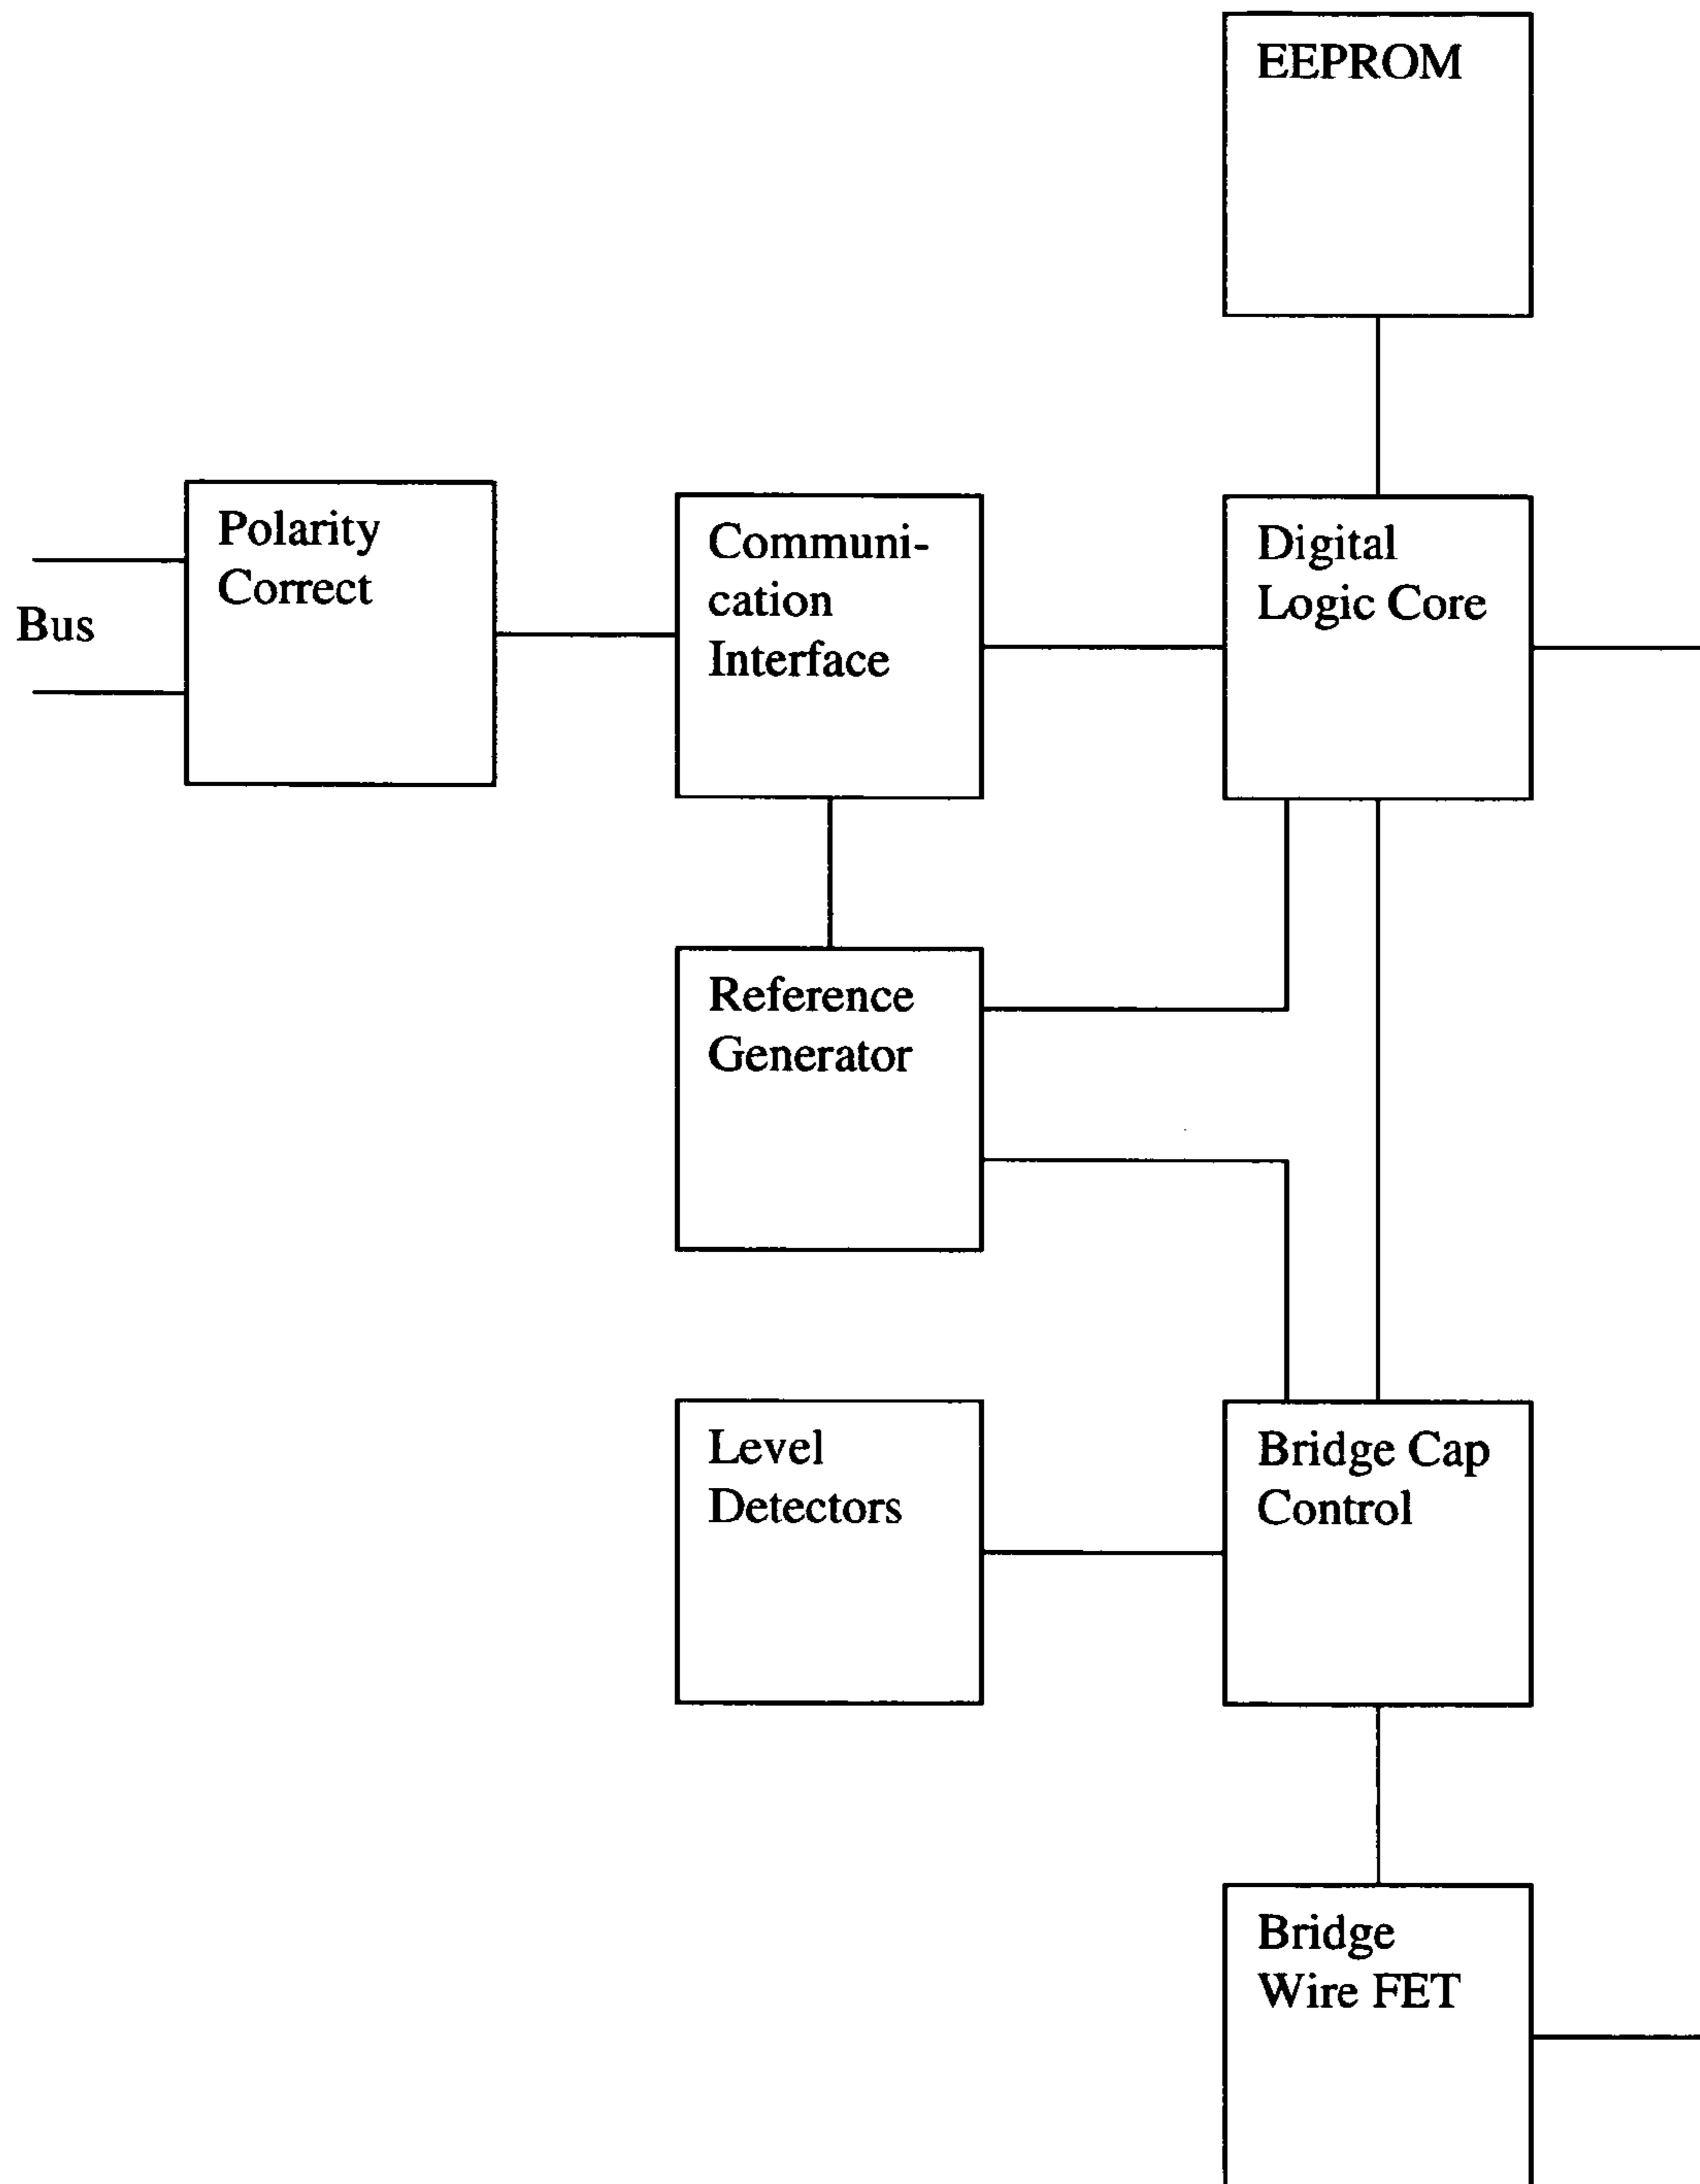 EEPROM
Polarity
Correct
Bus
Communi-
cation
Interface
Digital
Logic Core
Reference
Generator
Level
Detectors
Bridge Cap
Control
Bridge
Wire FET